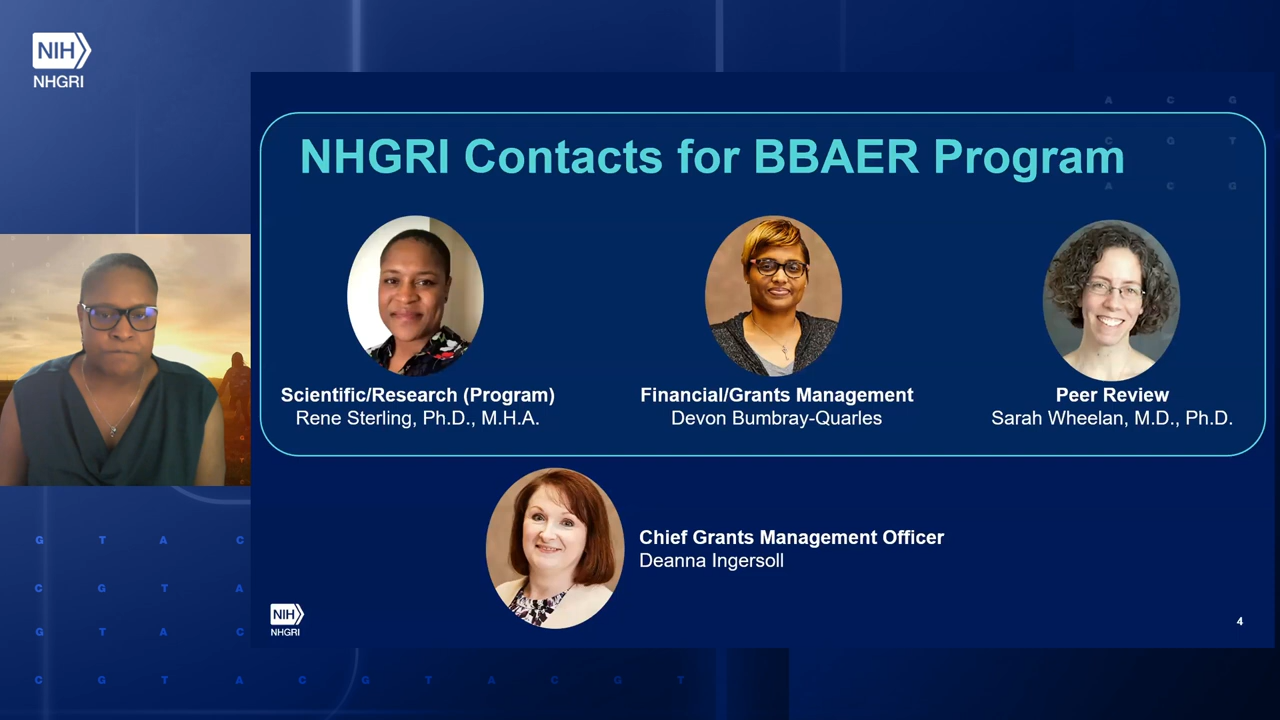 NIH
NHGRI
A C G
NHGRI Contacts for BBAER Program
C G T
A C G
Scientific/Research (Program)
Rene Sterling, Ph.D., M.H.A.
Financial/Grants Management
Devon Bumbray-Quarles
Peer Review
Sarah Wheelan, M.D., Ph.D.
Chief Grants Management Officer
Deanna Ingersoll
G T A C
C G T A
G T A C
NIH
NHGRI
4
C G T A C G T A C G T